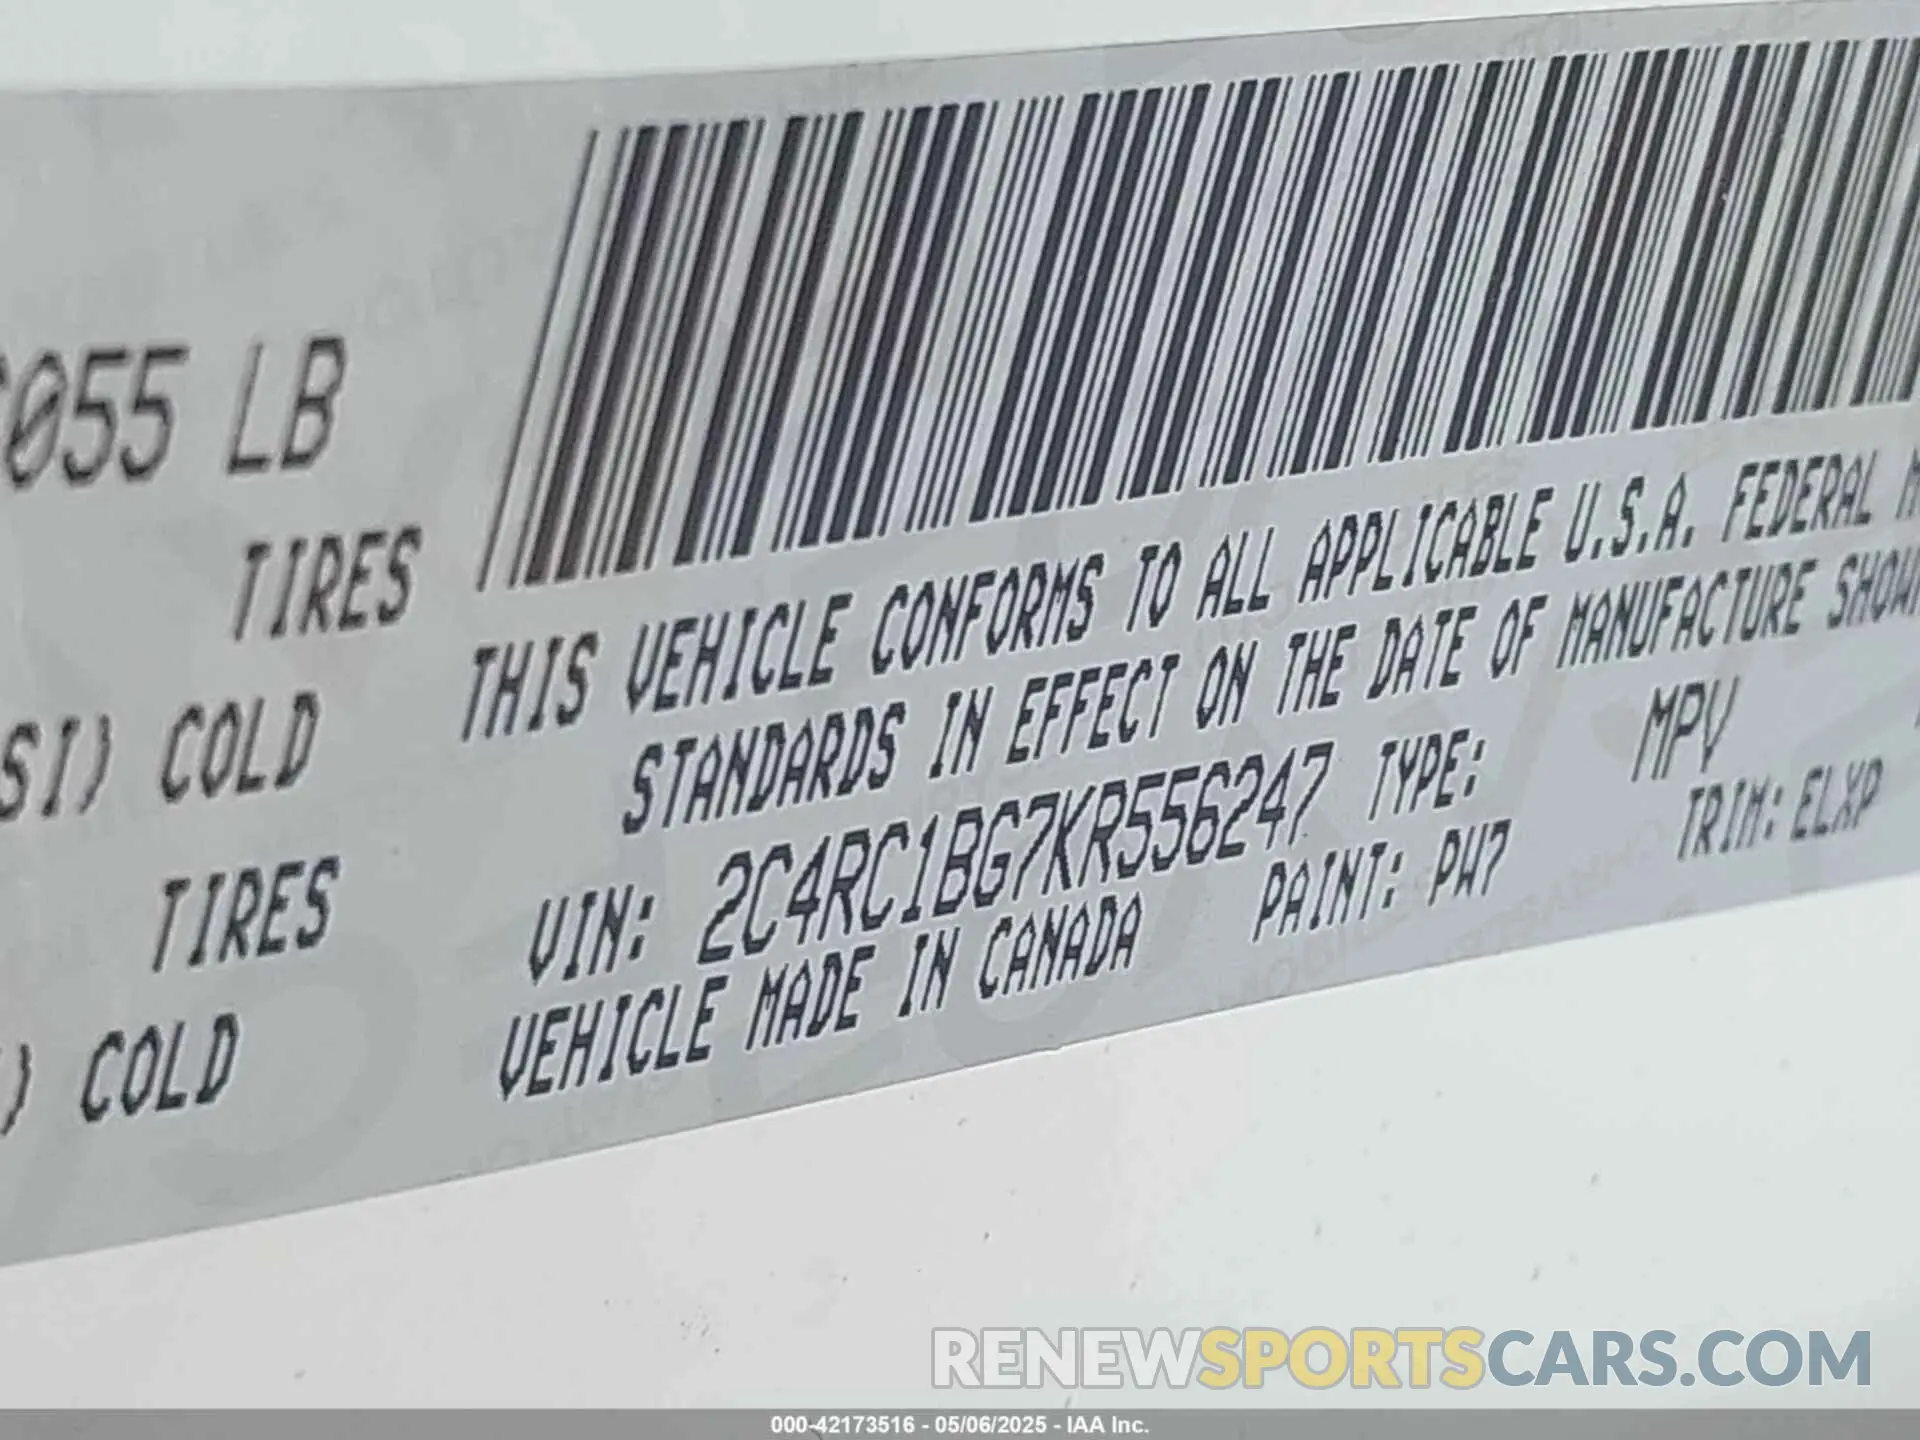 055 LB
TIRES
SI) COLD
TIRES
) COLD
THIS VEHICLE CONFORMS TO ALL APPLICABLE U.S.A. FEDERAL M
STANDARDS IN EFFECT ON THE DATE OF MANUFACTURE SHOWN
VIN: 2C4RC1BG7KR556247 TYPE: MPV
VEHICLE MADE IN CANADA PAINT: PW7 TRIM: ELXP
RENEWSPORTSCARS.COM
000-42173516 - 05/06/2025 - IAA Inc.